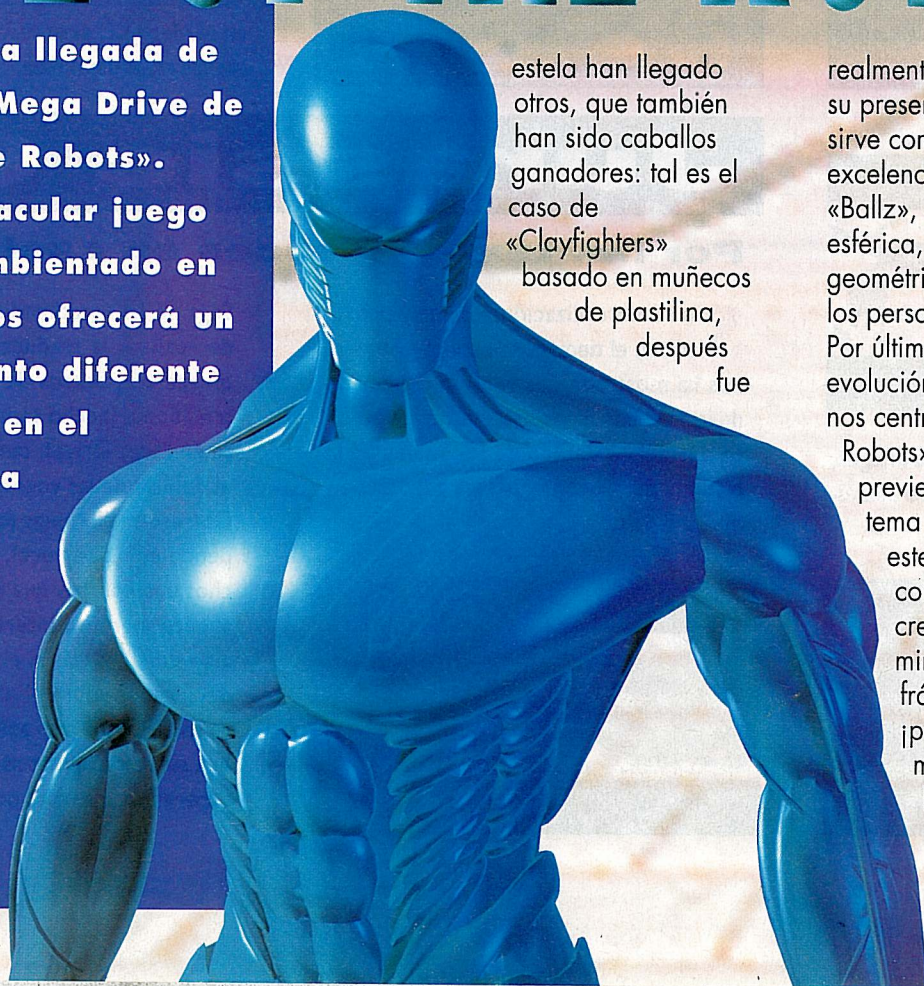 a llegada de
Mega Drive de
e Robots».
acular juego
mbientado en
os ofrecerá un
nto diferente
en el
a
estela han llegado
otros, que también
han sido caballos
ganadores: tal es el
caso de
«Clayfighters»
basado en muñecos
de plastilina,
después
fue
realment
su prese
sirve cor
excelenc
«Ballz»,
esférica,
geométri
los perso
Por últim
evolución
nos centr
Robots»
previe
tema
este
co
cre
mi
frá
¡p
m